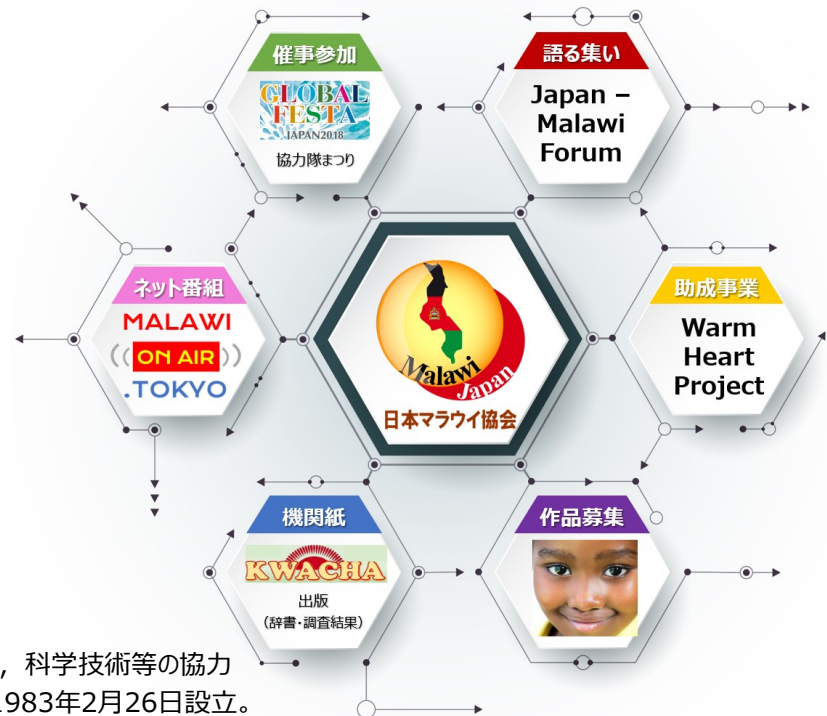 催事参加
GLOBAL
FESTA
JAPAN2018
協力隊まつり
語る集い
Japan –
Malawi
Forum
ネット番組
MALAWI
((ON AIR))
.TOKYO
Malawi
Japan
日本マラウイ協会
助成事業
Warm
Heart
Project
機関紙
KWACHA
出版
(辞書・調査結果)
作品募集
，科学技術等の協力
1983年2月26日設立。